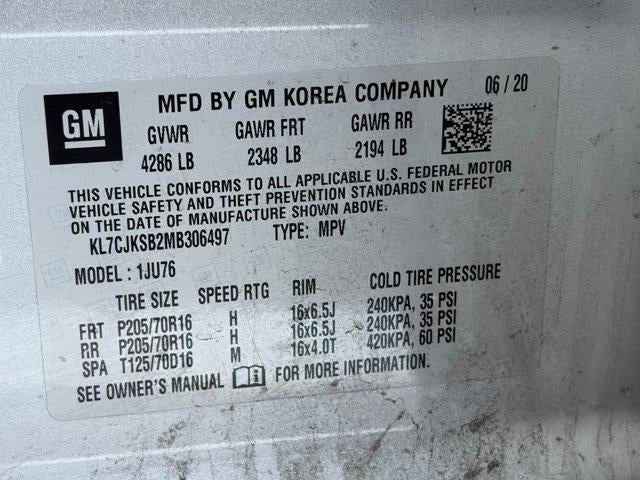 GM
MFD BY GM KOREA COMPANY 06/20
GVWR GAWR FRT GAWR RR
4286 LB 2348 LB 2194 LB
THIS VEHICLE CONFORMS TO ALL APPLICABLE U.S. FEDERAL MOTOR
VEHICLE SAFETY AND THEFT PREVENTION STANDARDS IN EFFECT
ON THE DATE OF MANUFACTURE SHOWN ABOVE.
KL7CJKSB2MB306497 TYPE: MPV
MODEL: 1JU76
TIRE SIZE SPEED RTG RIM COLD TIRE PRESSURE
FRT P205/70R16 H 16x6.5J 240KPA, 35 PSI
RR P205/70R16 H 16x6.5J 240KPA, 35 PSI
SPA T125/70D16 M 16x4.0T 420KPA, 60 PSI
SEE OWNER'S MANUAL FOR MORE INFORMATION.